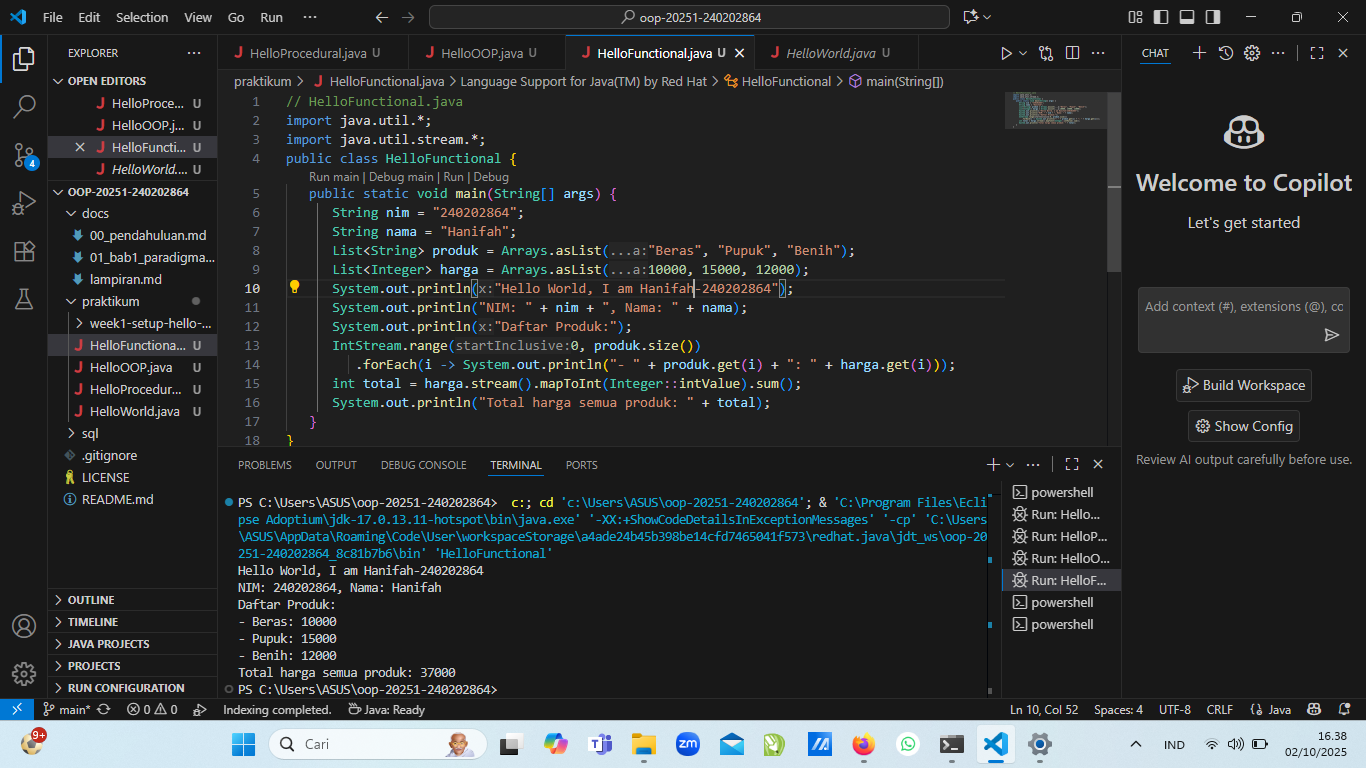 File Edit Selection View Go Run ···
oop-20251-240202864
EXPLORER ···
OPEN EDITORS
HelloProce... U
HelloOOP.j... U
HelloFuncti... U
HelloWorld.... U
OOP-20251-240202864
docs
00_pendahuluan.md
01_bab1_paradigma...
lampiran.md
praktikum
week1-setup-hello-...
HelloFunctiona... U
HelloOOP.java U
HelloProcedur... U
HelloWorld.java U
sql
.gitignore
LICENSE
README.md
OUTLINE
TIMELINE
JAVA PROJECTS
PROJECTS
RUN CONFIGURATION
HelloProcedural.java U
HelloOOP.java U
HelloFunctional.java U
HelloWorld.java U
praktikum > HelloFunctional.java > Language Support for Java(TM) by Red Hat > HelloFunctional > main(String[])
1 // HelloFunctional.java
2 import java.util.*;
3 import java.util.stream.*;
4 public class HelloFunctional {
Run main | Debug main | Run | Debug
5 public static void main(String[] args) {
6 String nim = "240202864";
7 String nama = "Hanifah";
8 List<String> produk = Arrays.asList(...a:"Beras", "Pupuk", "Benih");
9 List<Integer> harga = Arrays.asList(...a:10000, 15000, 12000);
10 System.out.println(x:"Hello World, I am Hanifah-240202864");
11 System.out.println("NIM: " + nim + ", Nama: " + nama);
12 System.out.println(x:"Daftar Produk:");
13 IntStream.range(startInclusive:0, produk.size())
14 .forEach(i -> System.out.println("- " + produk.get(i) + ": " + harga.get(i)));
15 int total = harga.stream().mapToInt(Integer::intValue).sum();
16 System.out.println("Total harga semua produk: " + total);
17 }
18 }
PROBLEMS OUTPUT DEBUG CONSOLE TERMINAL PORTS
PS C:\Users\ASUS\oop-20251-240202864> c:; cd 'c:\Users\ASUS\oop-20251-240202864'; & 'C:\Program Files\Ecli
pse Adoptium\jdk-17.0.13.11-hotspot\bin\java.exe' '-XX:+ShowCodeDetailsInExceptionMessages' '-cp' 'C:\Users
\ASUS\AppData\Roaming\Code\User\workspaceStorage\a4ade24b45b398be14cfd7465041f573\redhat.java\jdt_ws\oop-20
251-240202864_8c81b7b6\bin' 'HelloFunctional'
Hello World, I am Hanifah-240202864
NIM: 240202864, Nama: Hanifah
Daftar Produk:
- Beras: 10000
- Pupuk: 15000
- Benih: 12000
Total harga semua produk: 37000
PS C:\Users\ASUS\oop-20251-240202864>
powershell
Run: Hello...
Run: HelloP...
Run: HelloO...
Run: HelloF...
powershell
powershell
CHAT
Welcome to Copilot
Let's get started
Add context (#), extensions (@), cc
Build Workspace
Show Config
Review AI output carefully before use.
4
main* 0 0 Indexing completed. Java: Ready
Ln 10, Col 52 Spaces: 4 UTF-8 CRLF {} Java
9+
Cari
zm
IND
16.38
02/10/2025